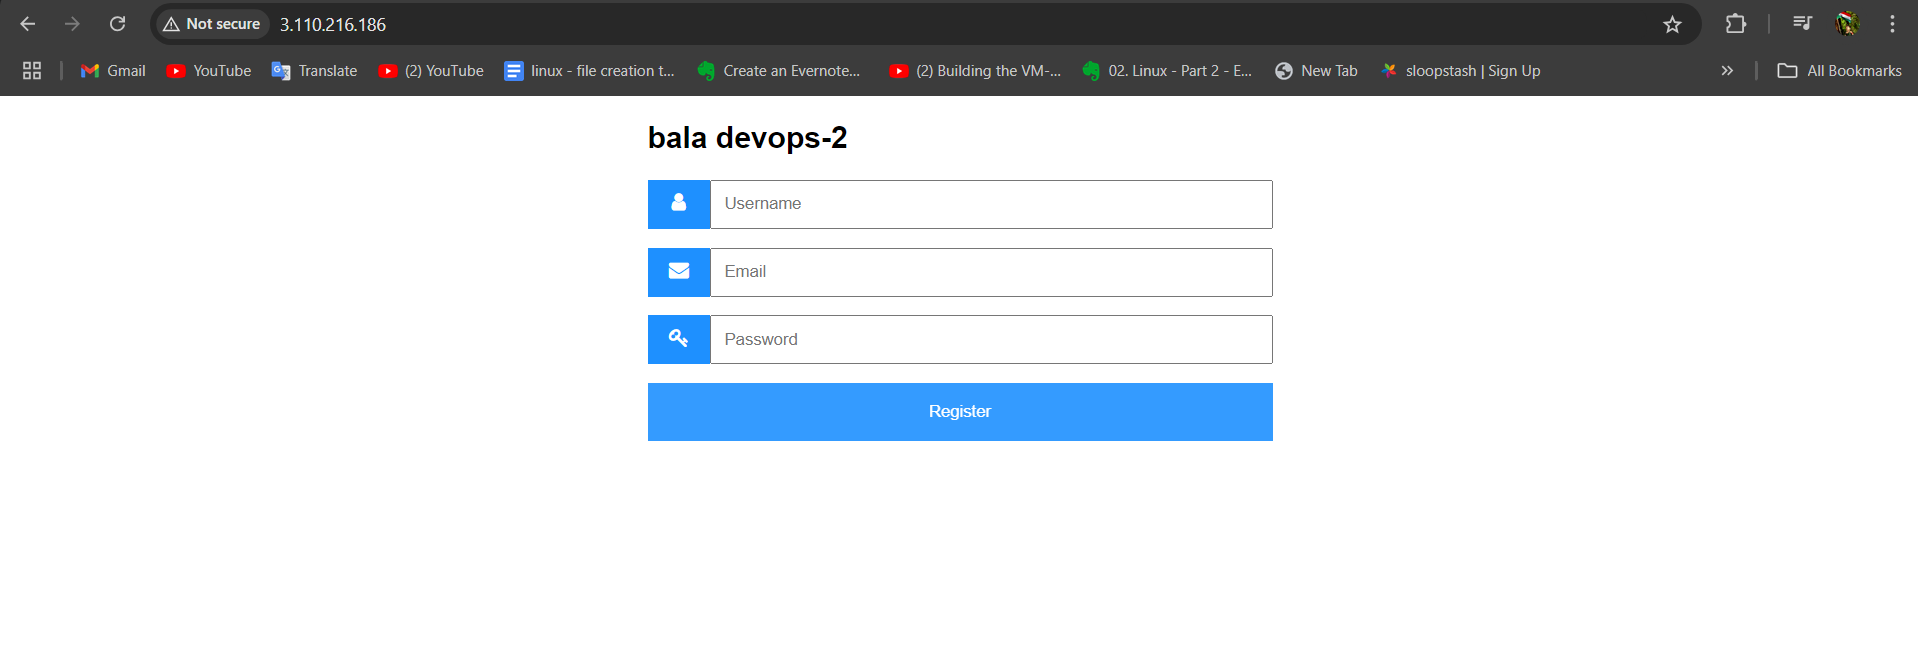 Not secure 3.110.216.186
Gmail YouTube Translate (2) YouTube linux - file creation t... Create an Evernote... (2) Building the VM-... 02. Linux - Part 2 - E... New Tab sloopstash | Sign Up All Bookmarks
bala devops-2
Username
Email
Password
Register